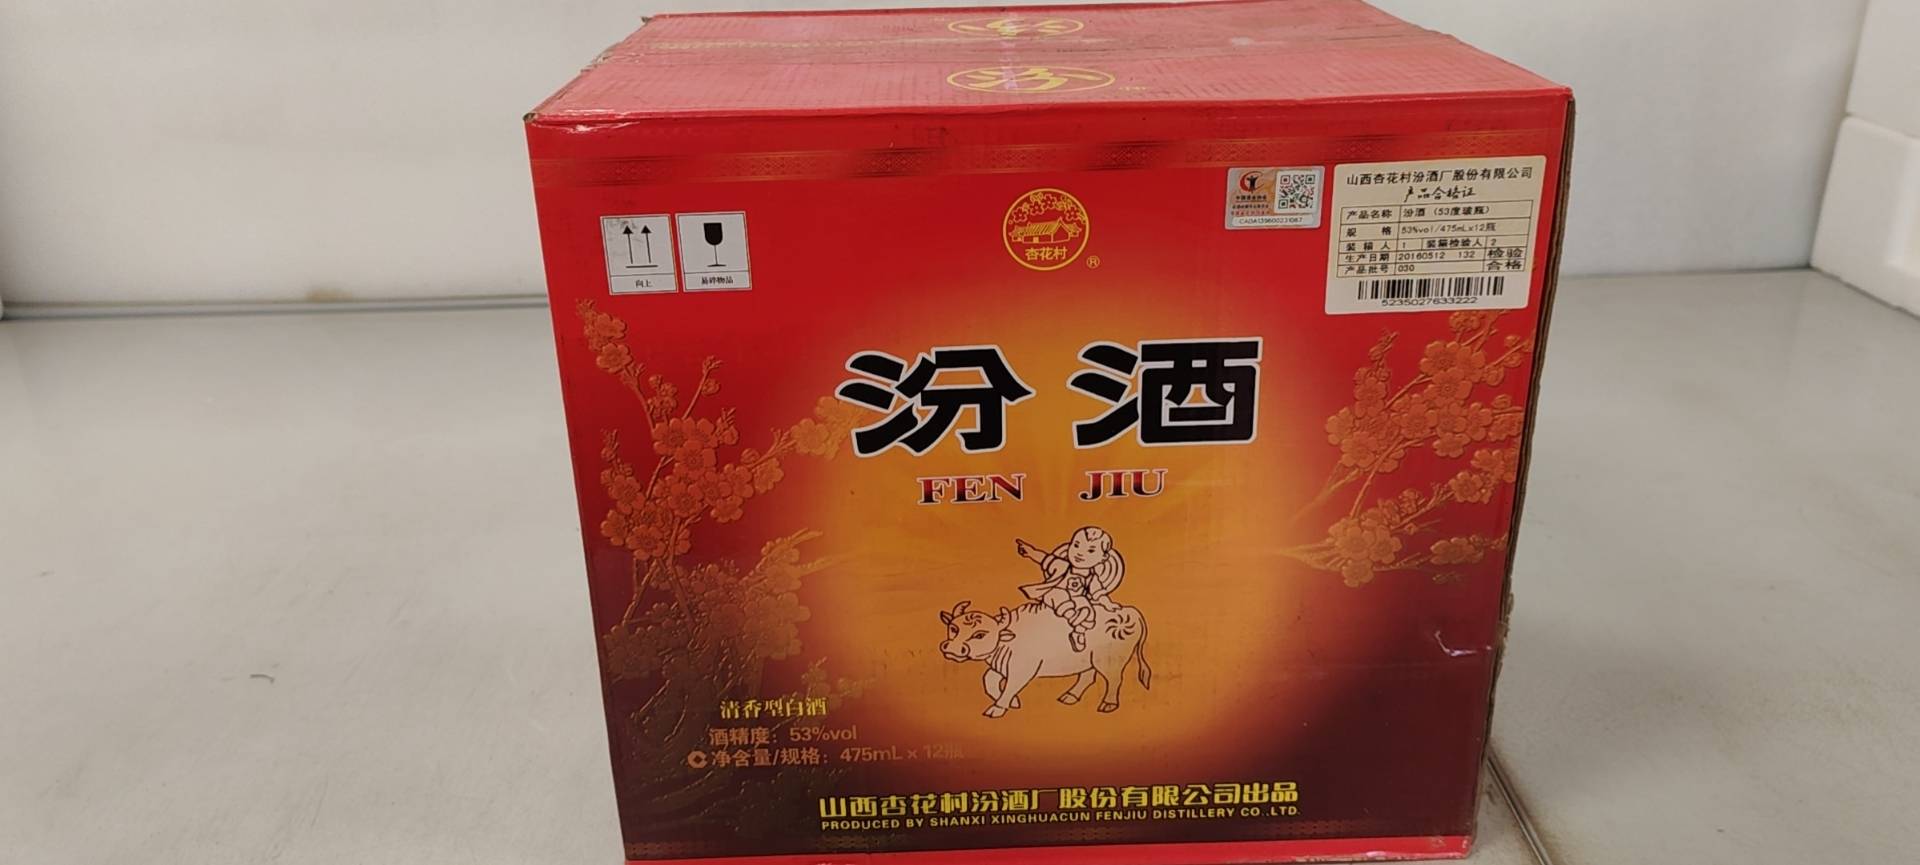 汾
汾
山西杏花村汾酒厂股份有限公司
产品合格证
产品名称 汾酒（53度玻瓶）
规 格 53%vol/475mL×12瓶
装箱人 1 装箱检验人 2
生产日期 20160512 132 检验
产品批号 030 合格
5235027633222
向上
易碎物品
杏花村
®
汾酒
FEN JIU
清香型白酒
酒精度：53%vol
净含量/规格：475mL×12瓶
山西杏花村汾酒厂股份有限公司出品
PRODUCED BY SHANXI XINGHUACUN FENJIU DISTILLERY CO.,LTD.